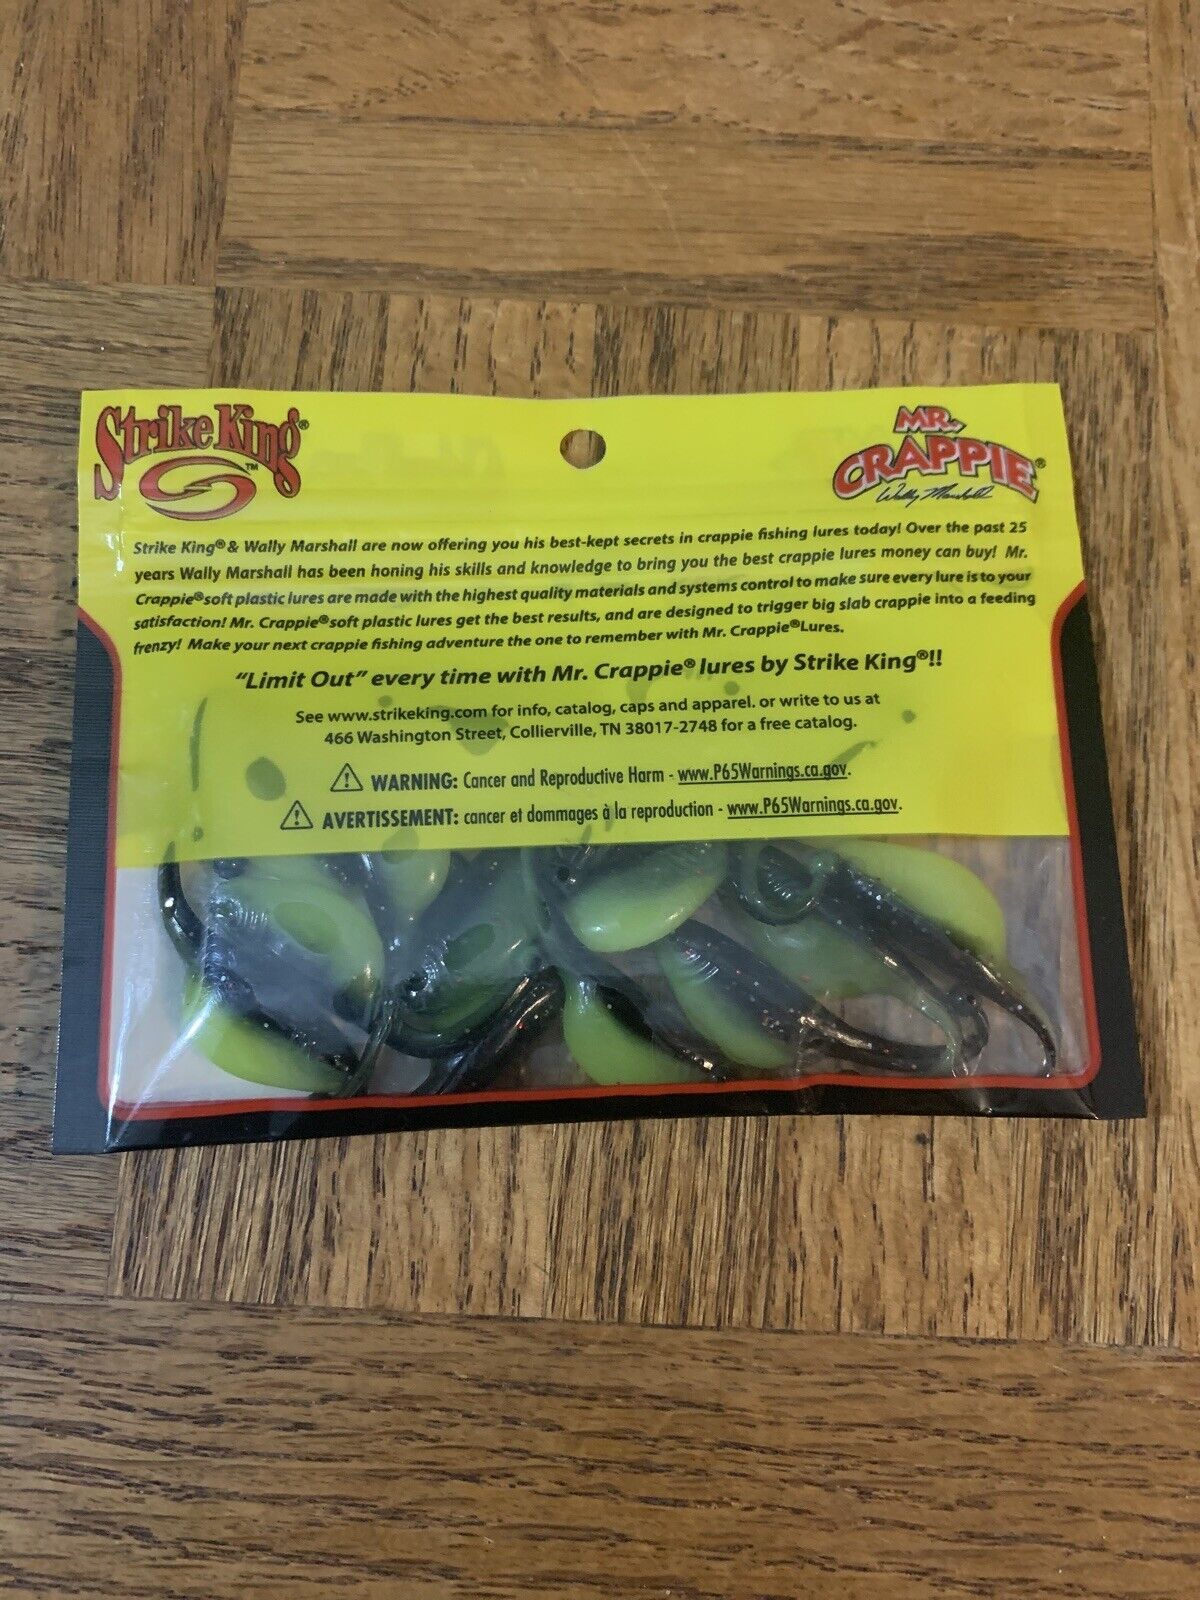 Strike King®
™
MR.
CRAPPIE®
Wally Marshall
Strike King® & Wally Marshall are now offering you his best-kept secrets in crappie fishing lures today! Over the past 25
years Wally Marshall has been honing his skills and knowledge to bring you the best crappie lures money can buy! Mr.
Crappie® soft plastic lures are made with the highest quality materials and systems control to make sure every lure is to your
satisfaction! Mr. Crappie® soft plastic lures get the best results, and are designed to trigger big slab crappie into a feeding
frenzy! Make your next crappie fishing adventure the one to remember with Mr. Crappie® Lures.
“Limit Out” every time with Mr. Crappie® lures by Strike King®!!
See www.strikeking.com for info, catalog, caps and apparel. or write to us at
466 Washington Street, Collierville, TN 38017-2748 for a free catalog.
WARNING: Cancer and Reproductive Harm - www.P65Warnings.ca.gov.
AVERTISSEMENT: cancer et dommages à la reproduction - www.P65Warnings.ca.gov.